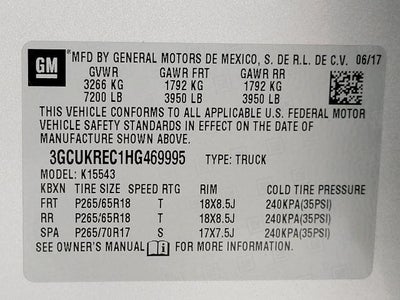 GM MFD BY GENERAL MOTORS DE MEXICO, S. DE R.L. DE C.V. 06/17
GVWR GAWR FRT GAWR RR
3266 KG 1792 KG 1792 KG
7200 LB 3950 LB 3950 LB
THIS VEHICLE CONFORMS TO ALL APPLICABLE U.S. FEDERAL MOTOR
VEHICLE SAFETY STANDARDS IN EFFECT ON THE DATE OF
MANUFACTURE SHOWN ABOVE.
3GCUKREC1HG469995 TYPE: TRUCK
MODEL: K15543
KBXN TIRE SIZE SPEED RTG RIM COLD TIRE PRESSURE
FRT P265/65R18 T 18X8.5J 240KPA(35PSI)
RR P265/65R18 T 18X8.5J 240KPA(35PSI)
SPA P265/70R17 S 17X7.5J 240KPA(35PSI)
SEE OWNER'S MANUAL i FOR MORE INFORMATION.